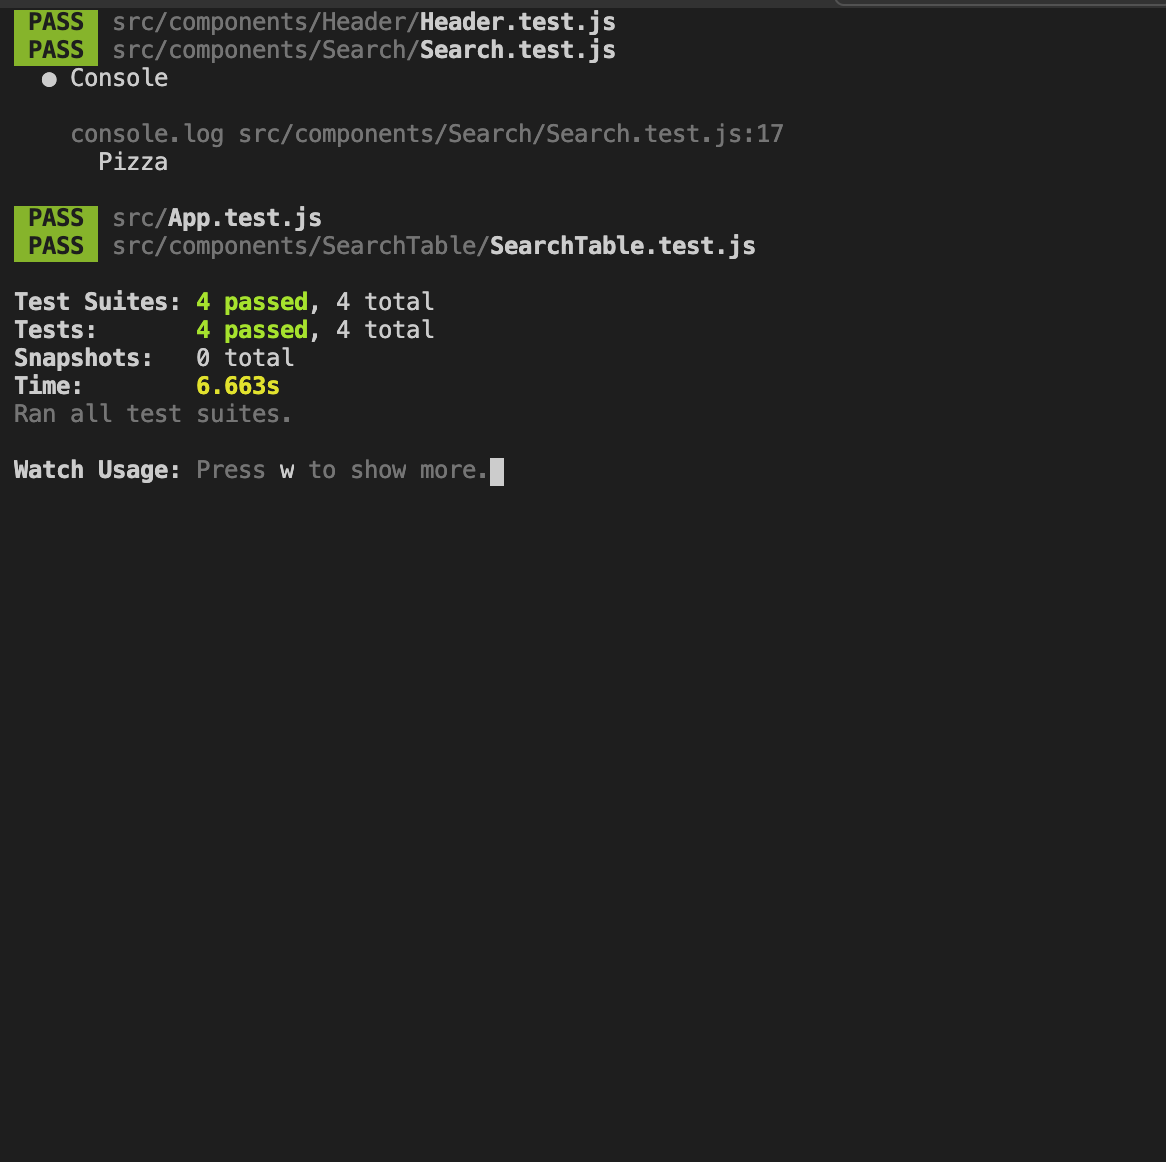 PASS src/components/Header/Header.test.js
PASS src/components/Search/Search.test.js
● Console
console.log src/components/Search/Search.test.js:17
Pizza
PASS src/App.test.js
PASS src/components/SearchTable/SearchTable.test.js
Test Suites: 4 passed, 4 total
Tests: 4 passed, 4 total
Snapshots: 0 total
Time: 6.663s
Ran all test suites.
Watch Usage: Press w to show more.